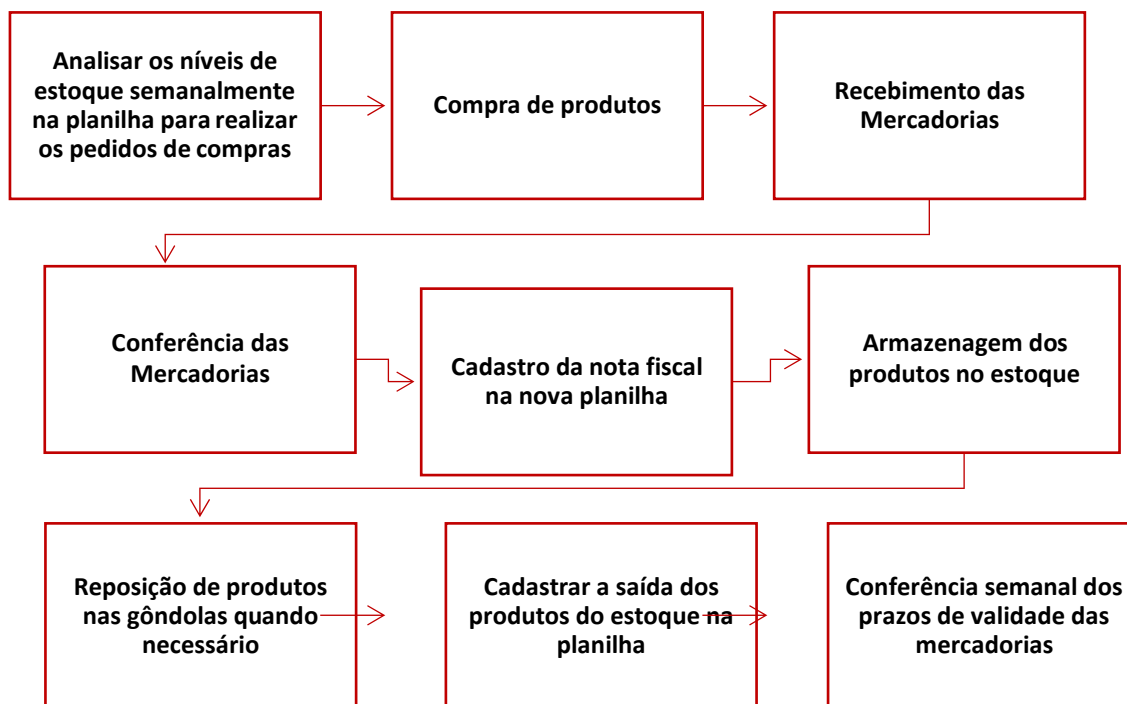 Analisar os níveis de
estoque semanalmente
na planilha para realizar
os pedidos de compras
Compra de produtos
Recebimento das
Mercadorias
Conferência das
Mercadorias
Cadastro da nota fiscal
na nova planilha
Armazenagem dos
produtos no estoque
Reposição de produtos
nas gôndolas quando
necessário
Cadastrar a saída dos
produtos do estoque na
planilha
Conferência semanal dos
prazos de validade das
mercadorias